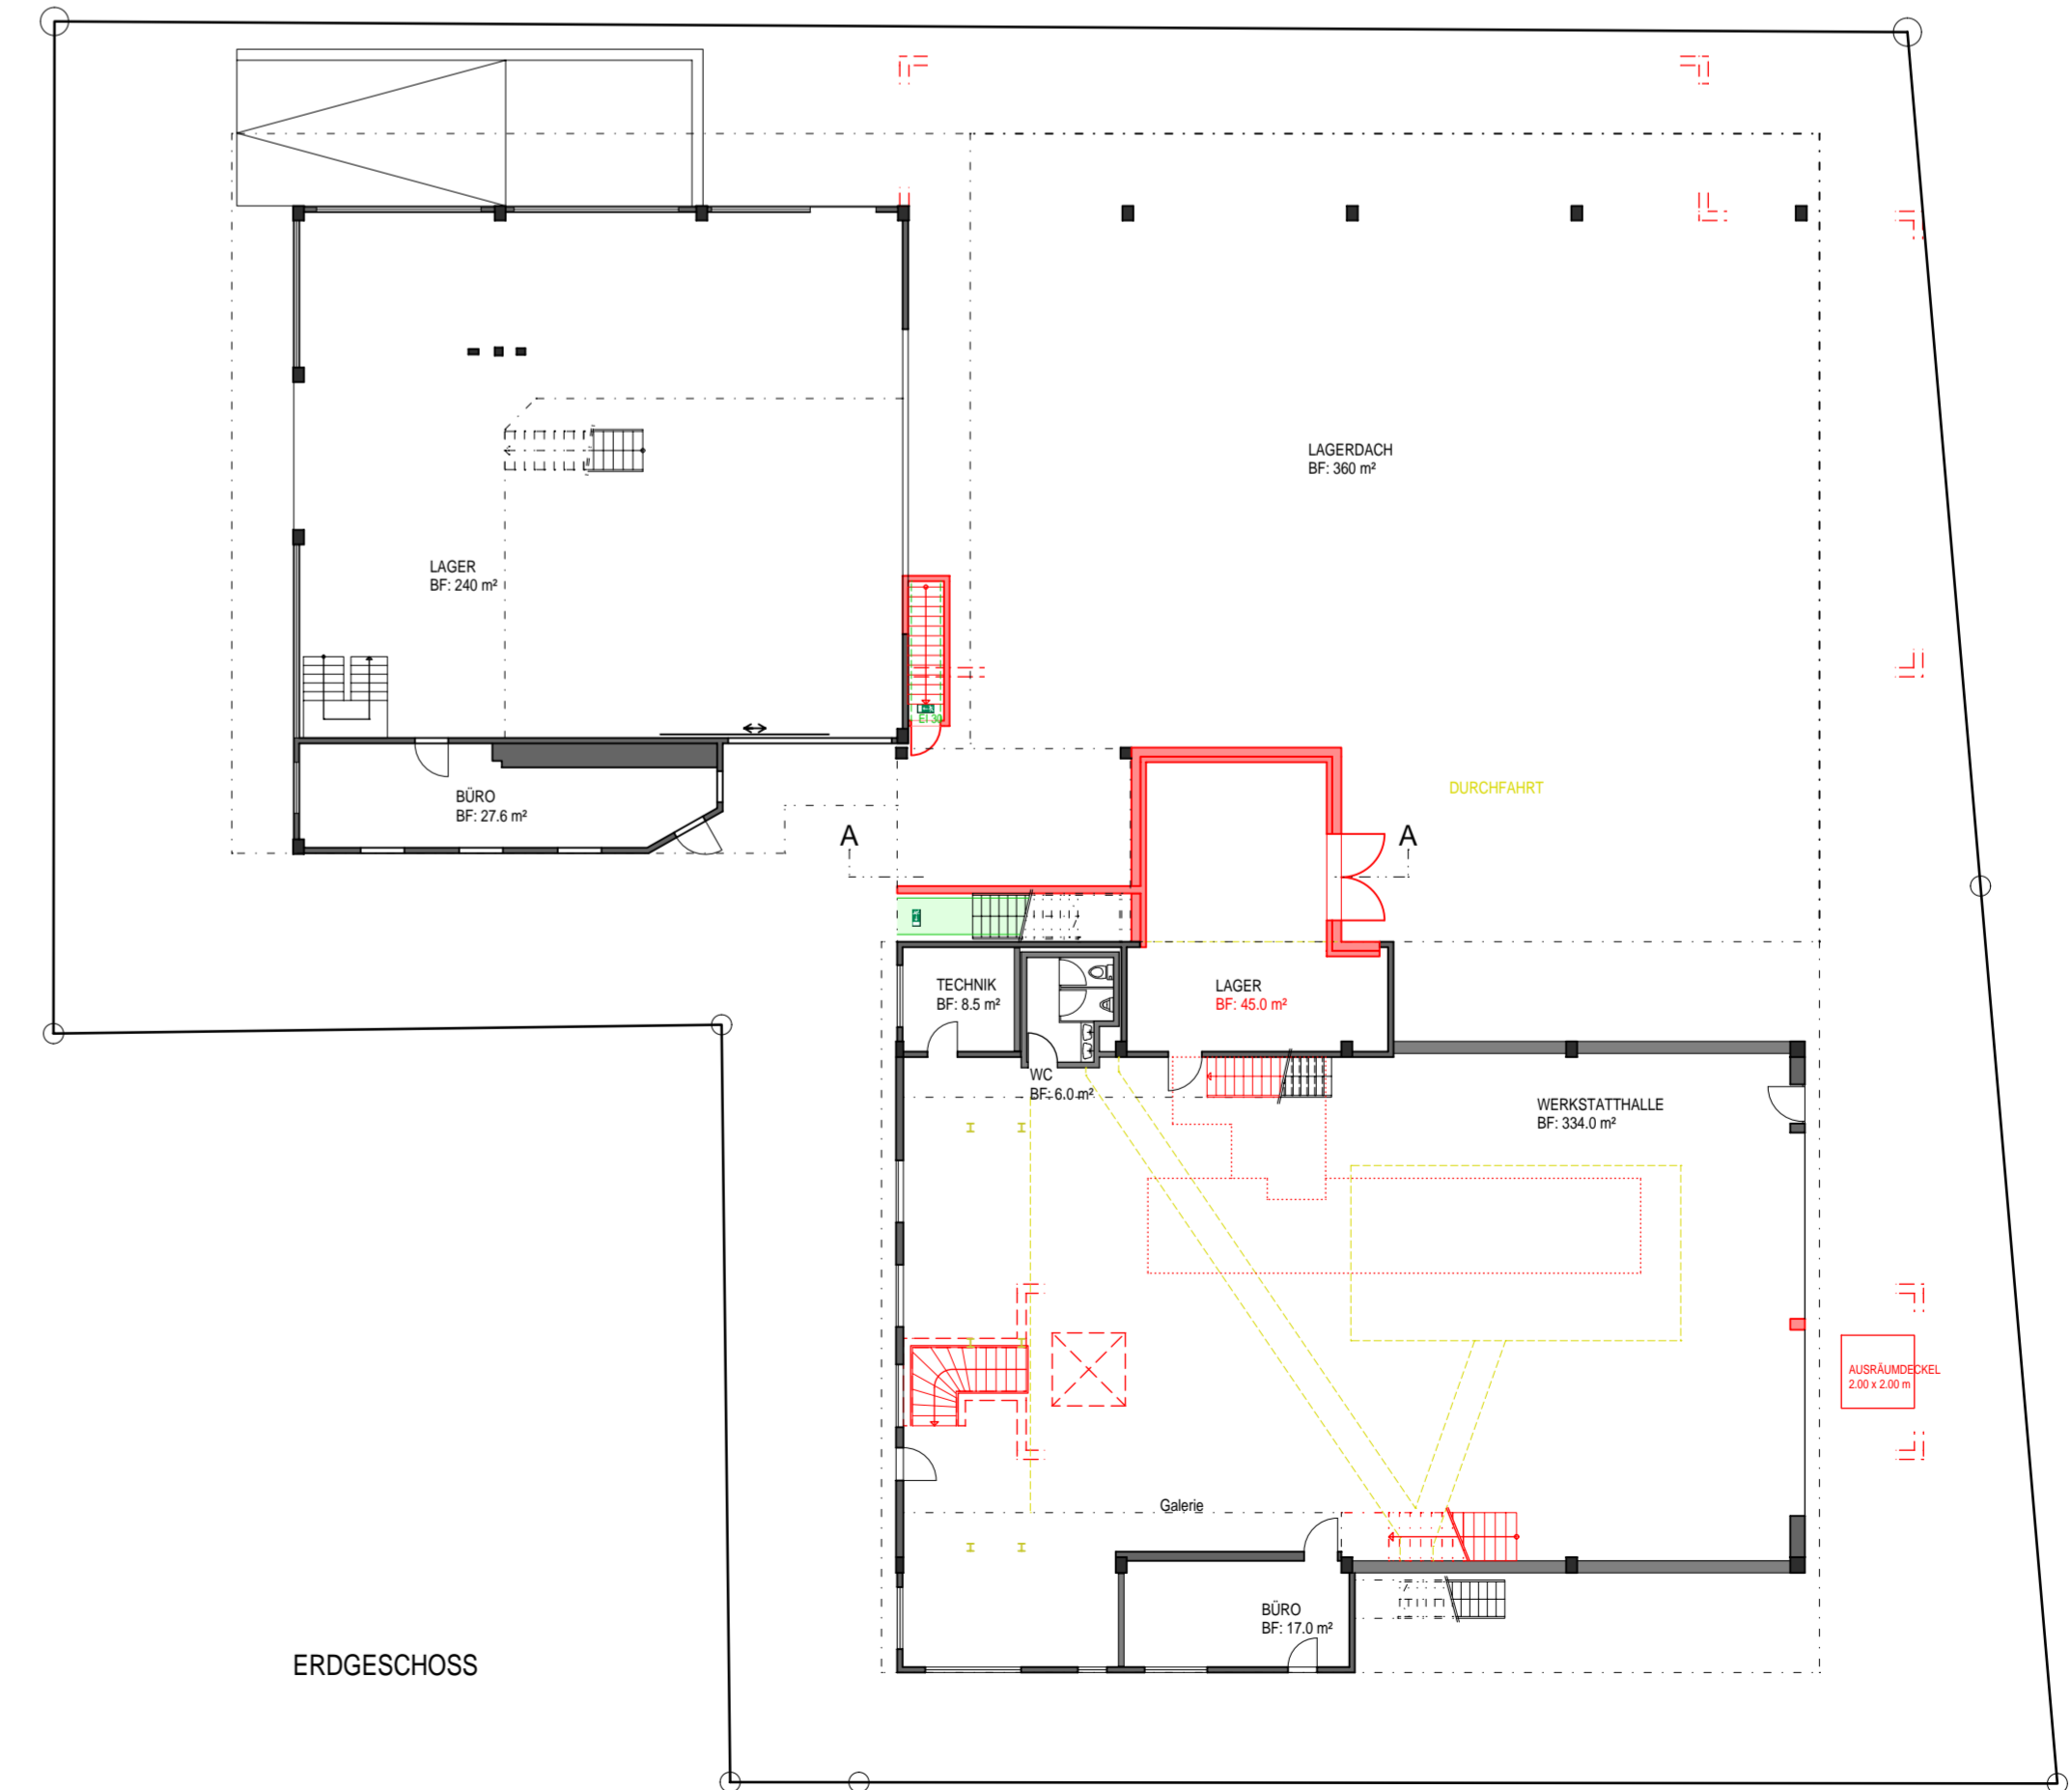 LAGERDACH
BF: 360 m²
LAGER
BF: 240 m²
EI 30
DURCHFAHRT
BÜRO
BF: 27.6 m²
A
A
TECHNIK
BF: 8.5 m²
LAGER
BF: 45.0 m²
WC
BF: 6.0 m²
WERKSTATTHALLE
BF: 334.0 m²
AUSRÄUMDECKEL
2.00 x 2.00 m
Galerie
BÜRO
BF: 17.0 m²
ERDGESCHOSS